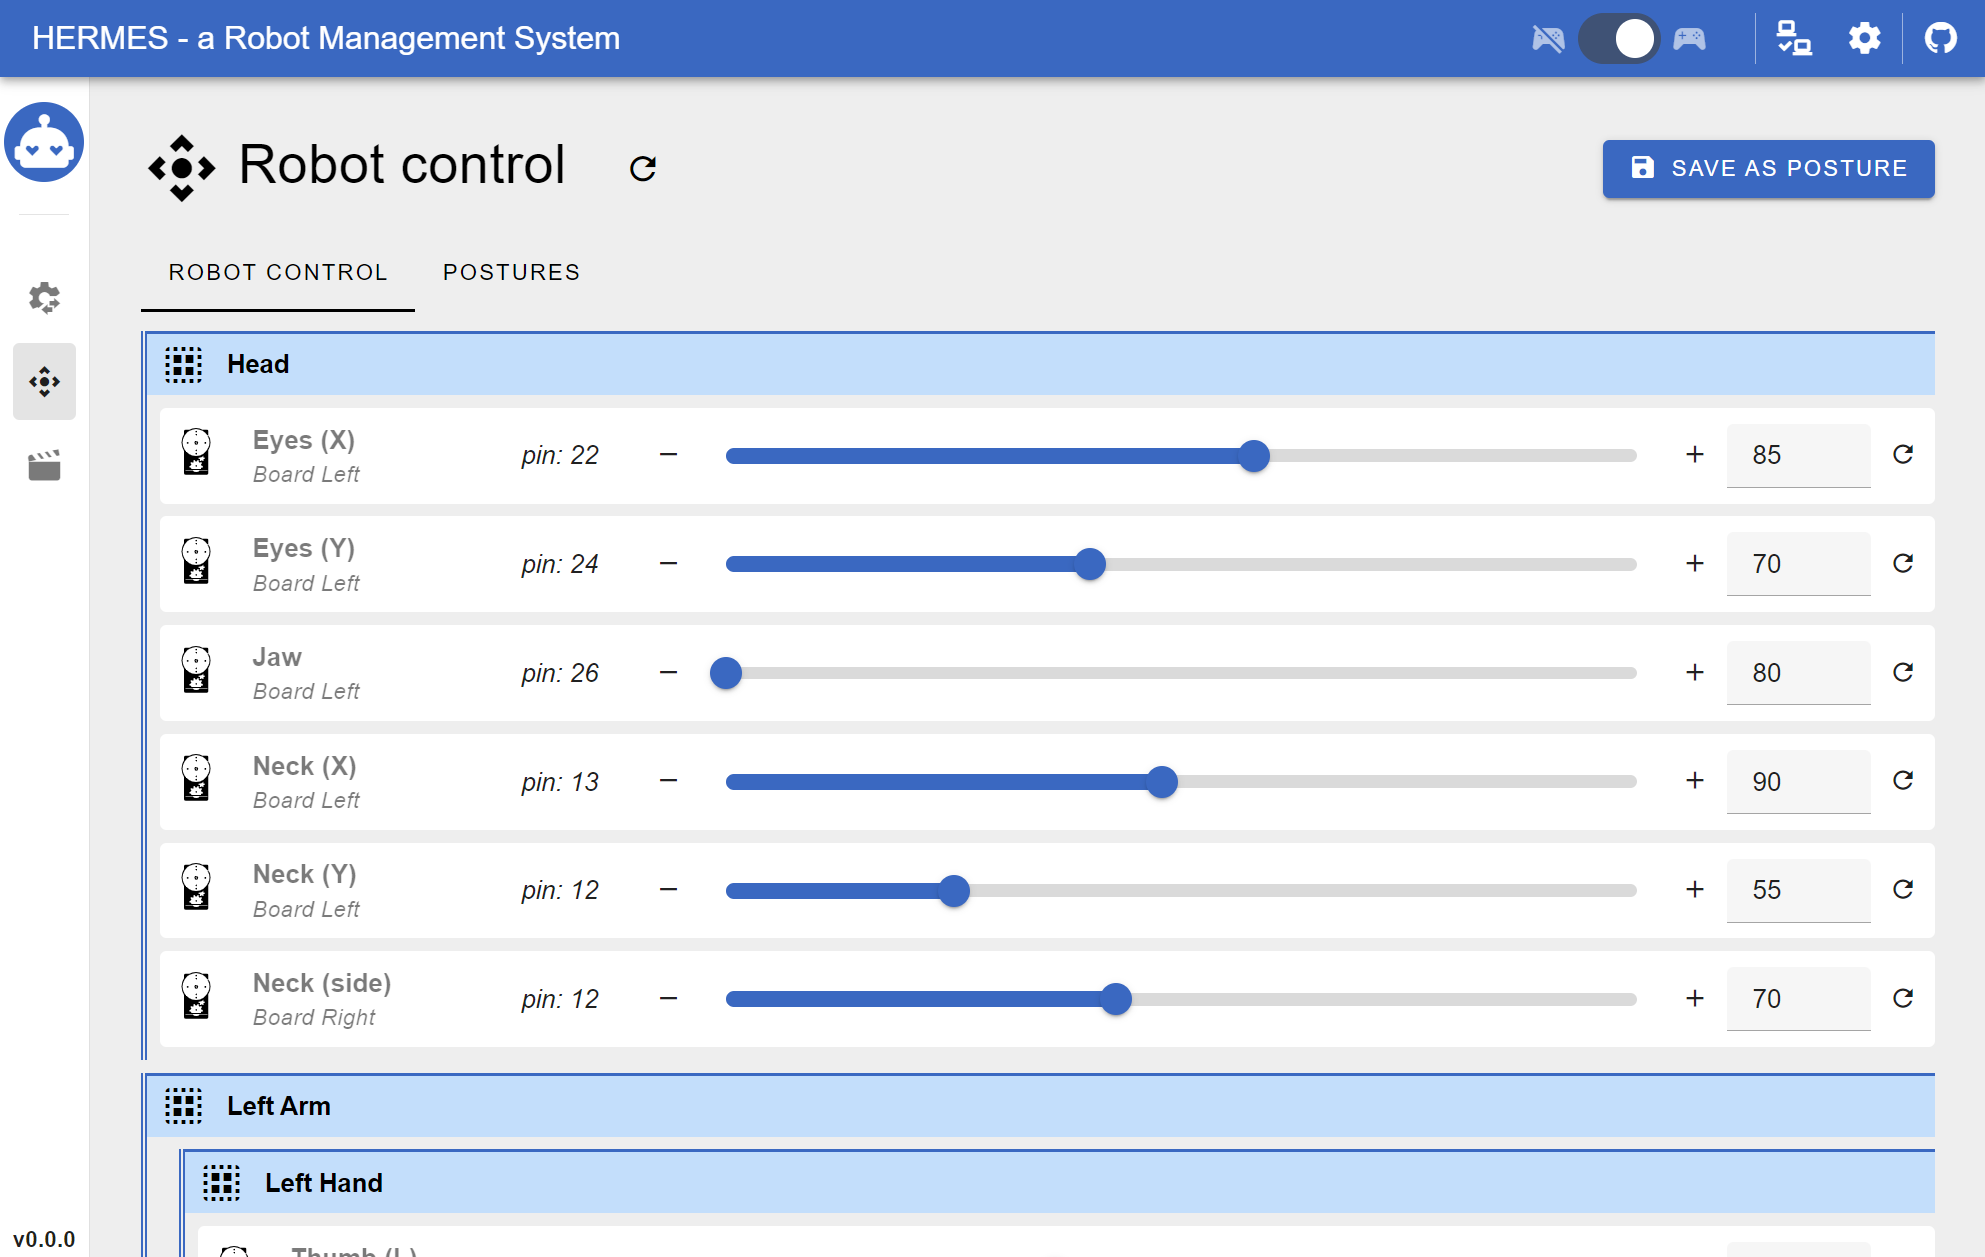 HERMES - a Robot Management System
Robot control
SAVE AS POSTURE
ROBOT CONTROL POSTURES
Head
Eyes (X)
Board Left
pin: 22
85
Eyes (Y)
Board Left
pin: 24
70
Jaw
Board Left
pin: 26
80
Neck (X)
Board Left
pin: 13
90
Neck (Y)
Board Left
pin: 12
55
Neck (side)
Board Right
pin: 12
70
Left Arm
Left Hand
Thumb (L)
v0.0.0